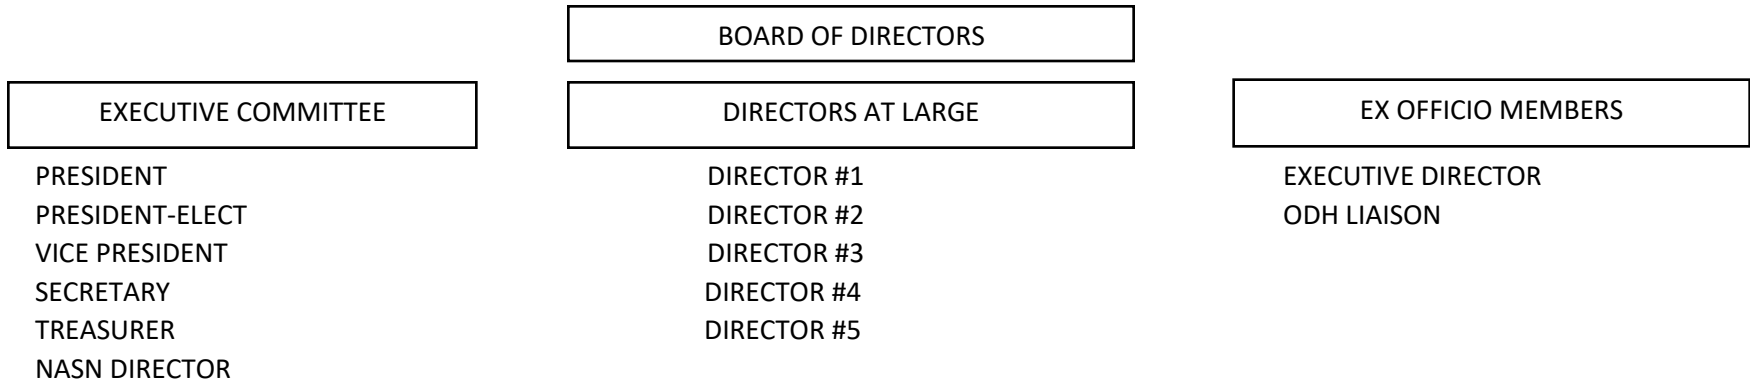 BOARD OF DIRECTORS
EXECUTIVE COMMITTEE
PRESIDENT
PRESIDENT-ELECT
VICE PRESIDENT
SECRETARY
TREASURER
NASN DIRECTOR
DIRECTORS AT LARGE
DIRECTOR #1
DIRECTOR #2
DIRECTOR #3
DIRECTOR #4
DIRECTOR #5
EX OFFICIO MEMBERS
EXECUTIVE DIRECTOR
ODH LIAISON